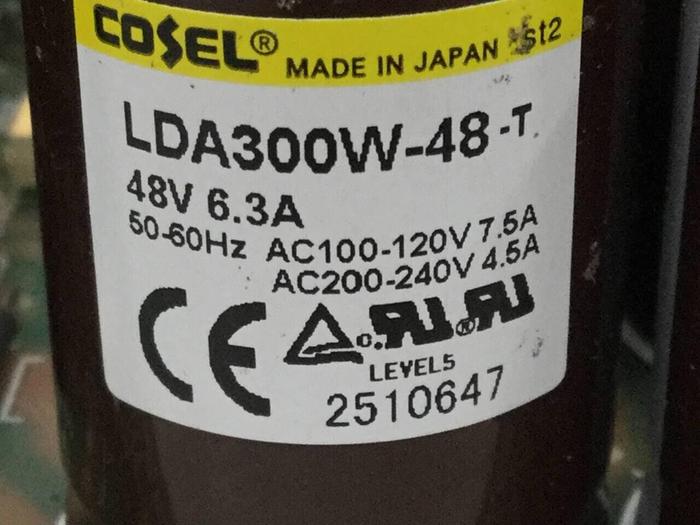 COSEL®
MADE IN JAPAN st2
LDA300W-48-T
48V 6.3A
50-60Hz AC100-120V 7.5A
AC200-240V 4.5A
CE
LEVEL5
2510647